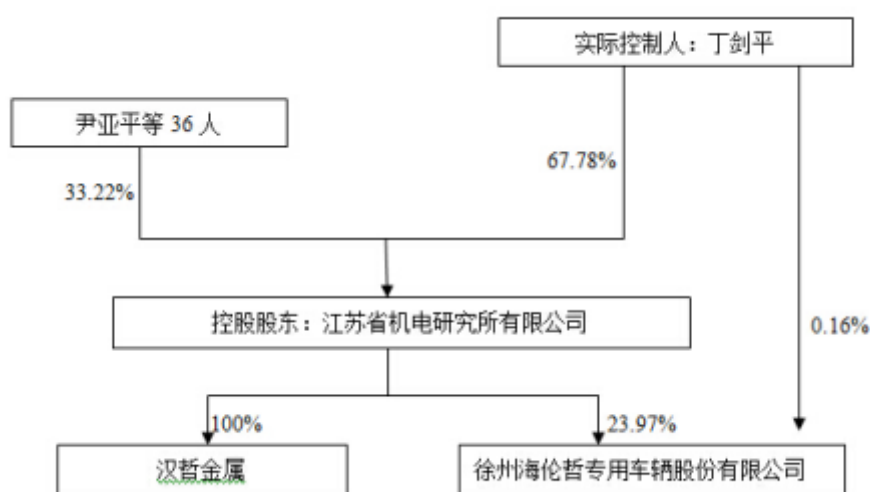 实际控制人：丁剑平
尹亚平等 36 人
67.78%
33.22%
控股股东：江苏省机电研究所有限公司
0.16%
100%
23.97%
汉哲金属
徐州海伦哲专用车辆股份有限公司